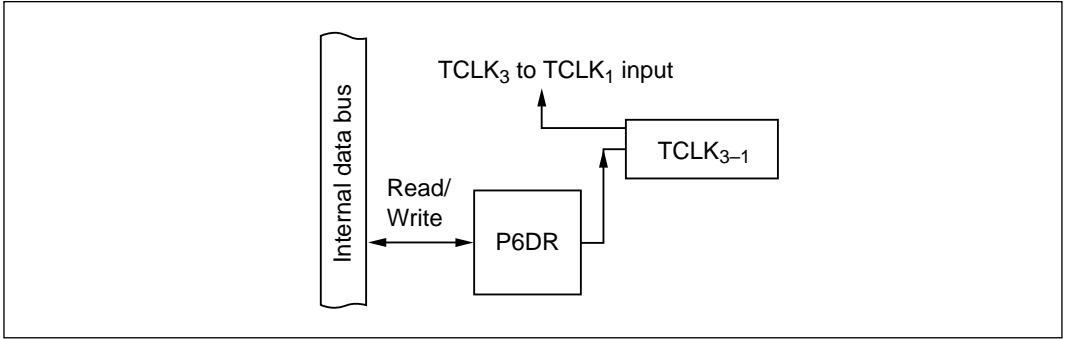 Internal data bus
TCLK₃ to TCLK₁ input
TCLK₃₋₁
Read/
Write
P6DR